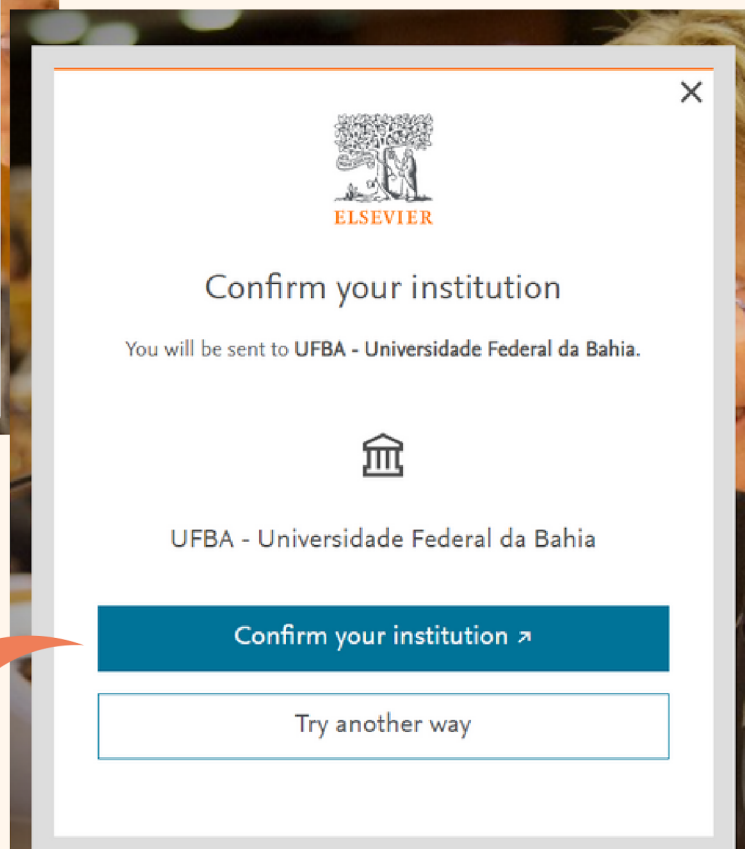 ELSEVIER
Confirm your institution
You will be sent to UFBA - Universidade Federal da Bahia.
UFBA - Universidade Federal da Bahia
Confirm your institution
Try another way